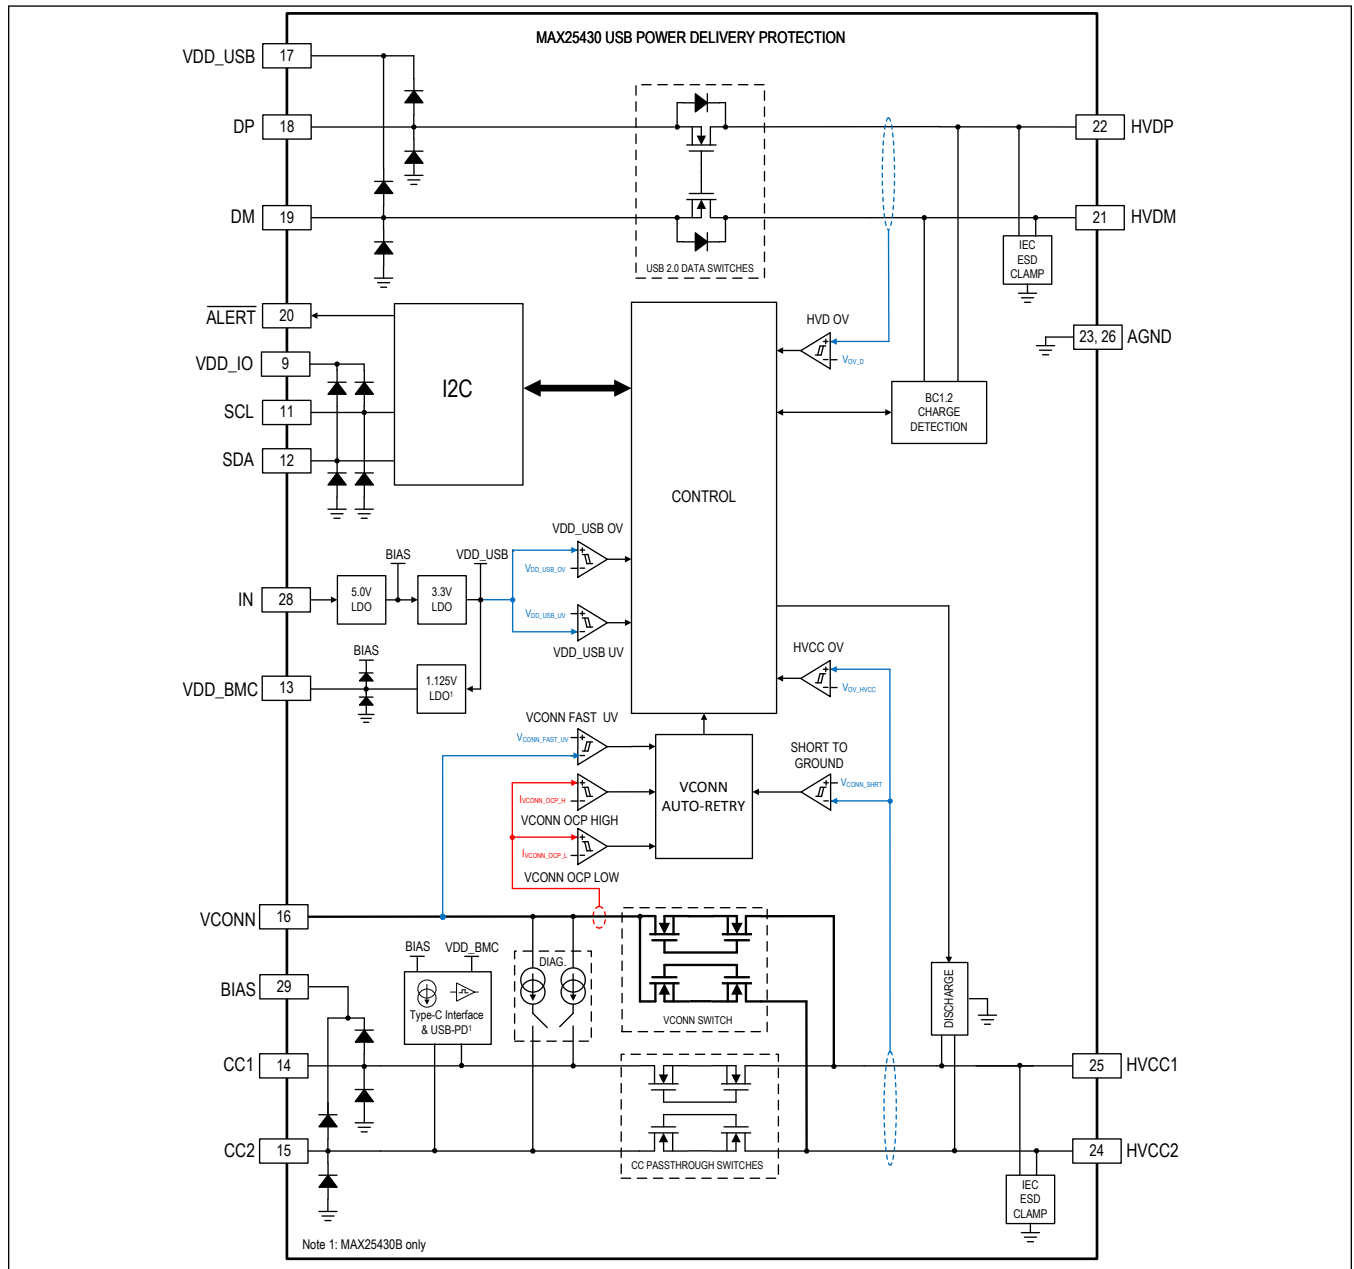 MAX25430 USB POWER DELIVERY PROTECTION
VDD_USB 17
DP 18
22 HVDP
DM 19
21 HVDM
USB 2.0 DATA SWITCHES
IEC
ESD
CLAMP
ALERT 20
VDD_IO 9
SCL 11
SDA 12
I2C
CONTROL
HVD OV
VOV_D
23, 26 AGND
BC1.2
CHARGE
DETECTION
VDD_USB OV
VDD_USB_OV
BIAS
VDD_USB
IN 28
5.0V
LDO
3.3V
LDO
VDD_USB_UV
VDD_USB UV
BIAS
VDD_BMC 13
1.125V
LDO¹
HVCC OV
VOV_HVCC
VCONN FAST UV
VCONN_FAST_UV
IVCONN_OCP_H
VCONN OCP HIGH
IVCONN_OCP_L
VCONN OCP LOW
VCONN
AUTO-RETRY
SHORT TO
GROUND
VCONN_SHRT
VCONN 16
BIAS
VDD_BMC
Type-C Interface
& USB-PD¹
DIAG.
VCONN SWITCH
DISCHARGE
BIAS 29
CC1 14
25 HVCC1
CC2 15
24 HVCC2
CC PASSTHROUGH SWITCHES
IEC
ESD
CLAMP
Note 1: MAX25430B only